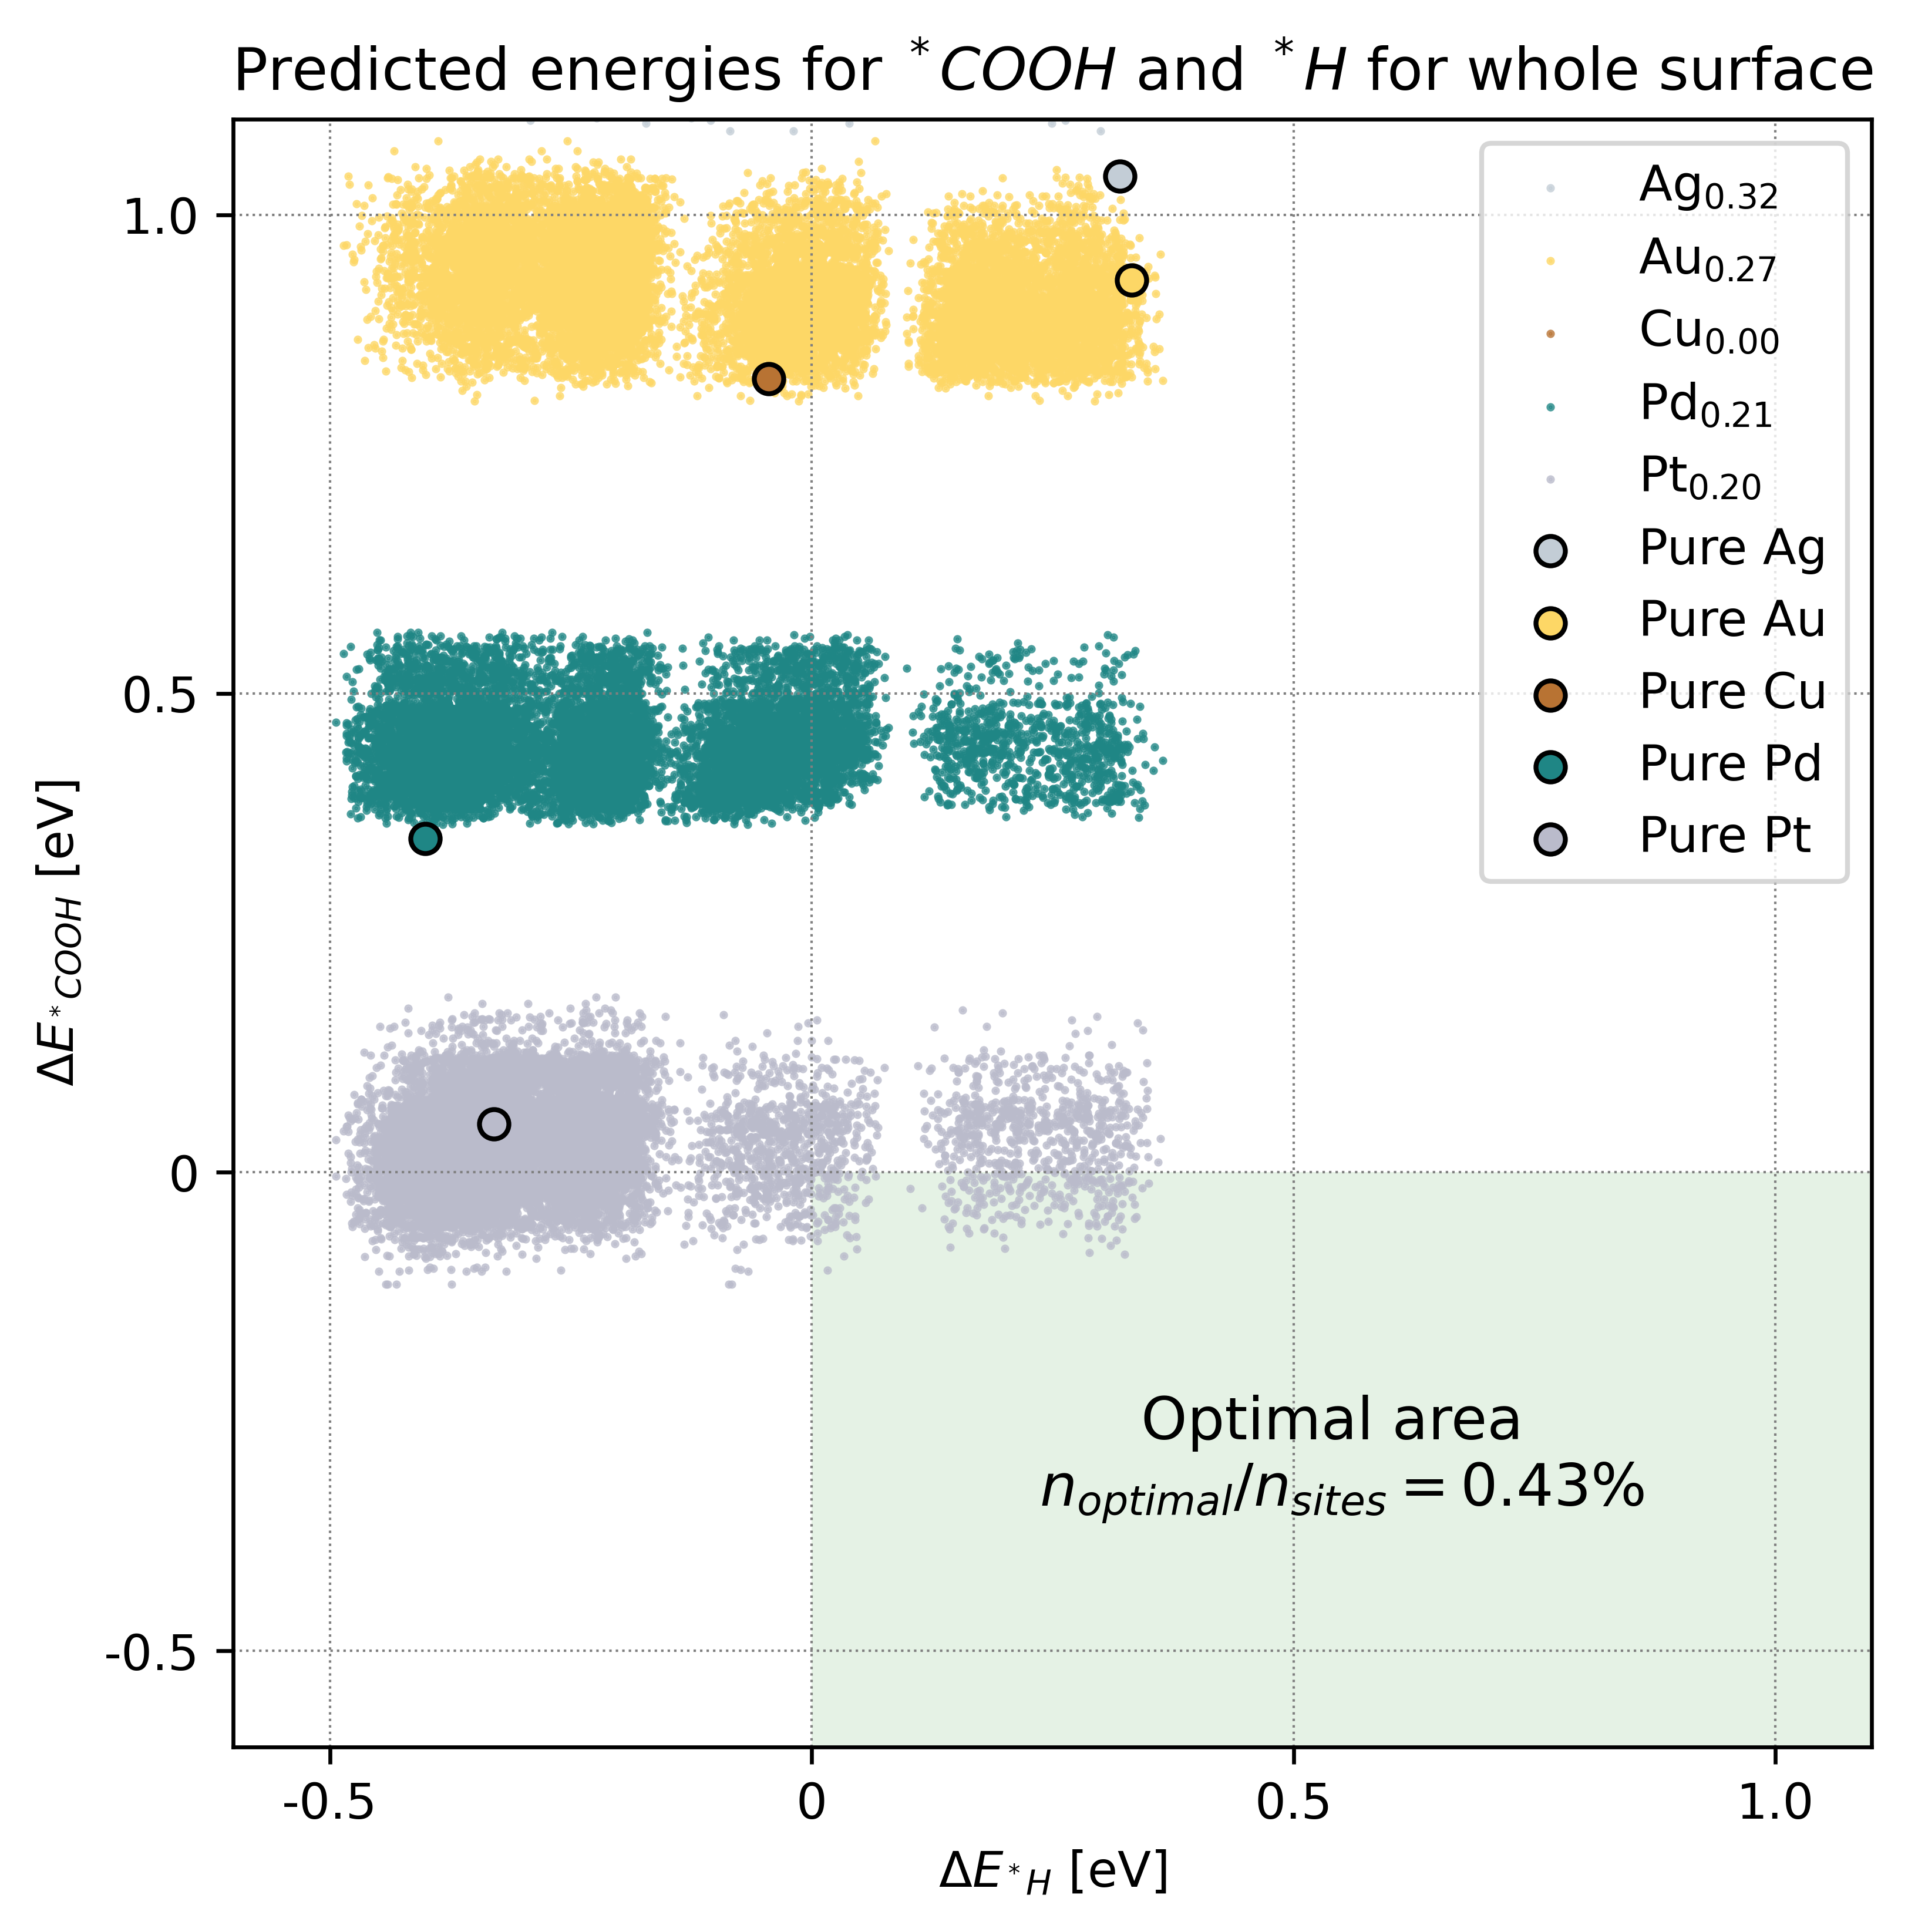 Predicted energies for *COOH and *H for whole surface
1.0
0.5
0
-0.5
ΔE*COOH [eV]
-0.5
0
0.5
1.0
ΔE*H [eV]
Ag0.32
Au0.27
Cu0.00
Pd0.21
Pt0.20
Pure Ag
Pure Au
Pure Cu
Pure Pd
Pure Pt
Optimal area
noptimal/nsites = 0.43%